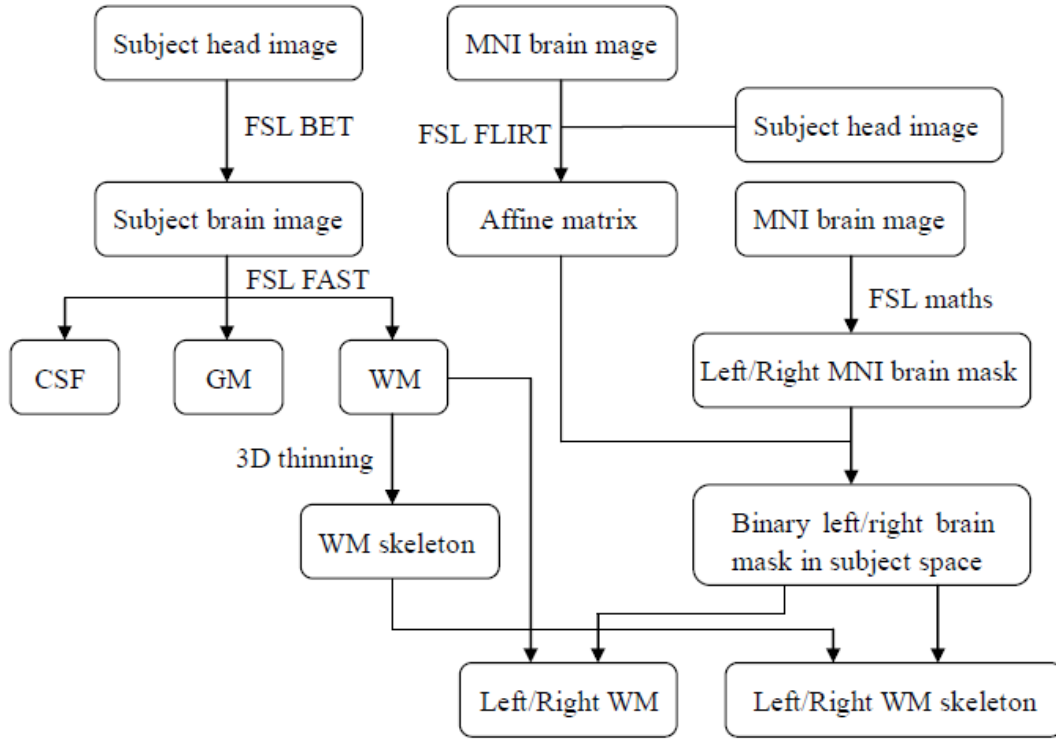 Subject head image
MNI brain mage
FSL BET
FSL FLIRT
Subject head image
Subject brain image
Affine matrix
MNI brain mage
FSL FAST
FSL maths
CSF
GM
WM
Left/Right MNI brain mask
3D thinning
WM skeleton
Binary left/right brain
mask in subject space
Left/Right WM
Left/Right WM skeleton